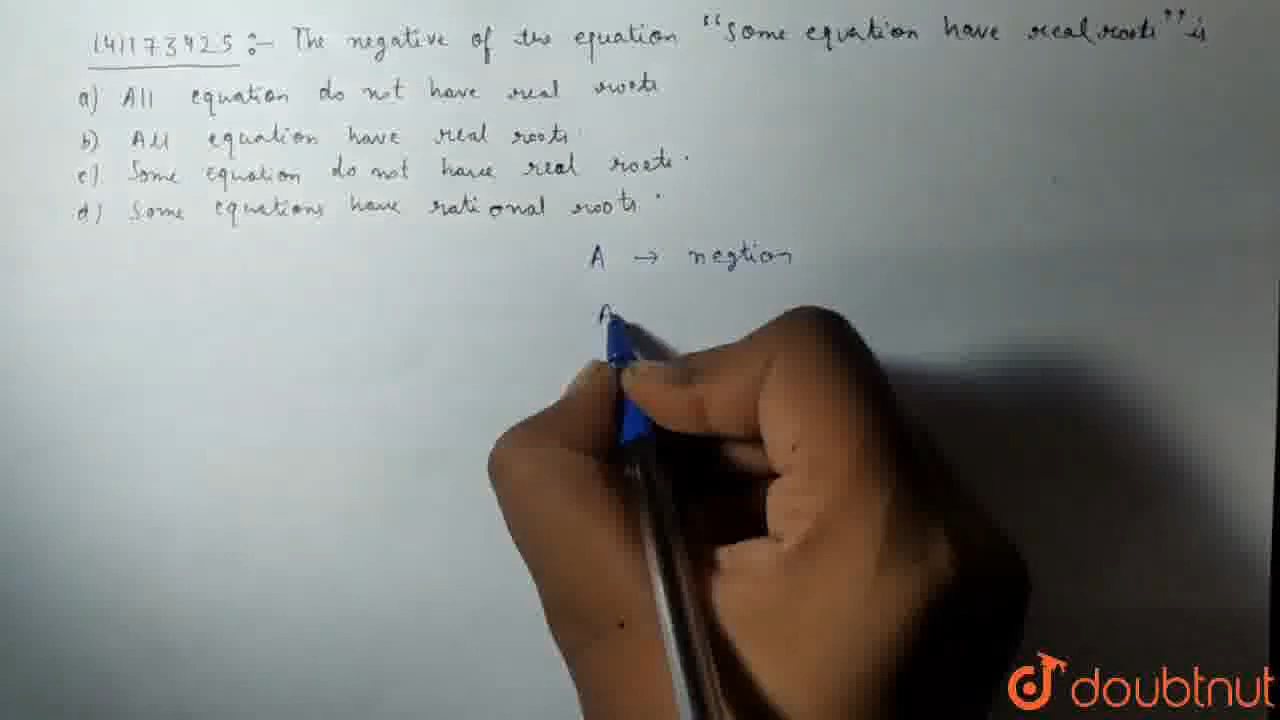 141173425 :- The negative of the equation "some equation have real roots" is
a) All equation do not have real roots
b) All equation have real roots.
c) Some equation do not have real roots.
d) Some equations have rational roots.
A → negtion
A
doubtnut